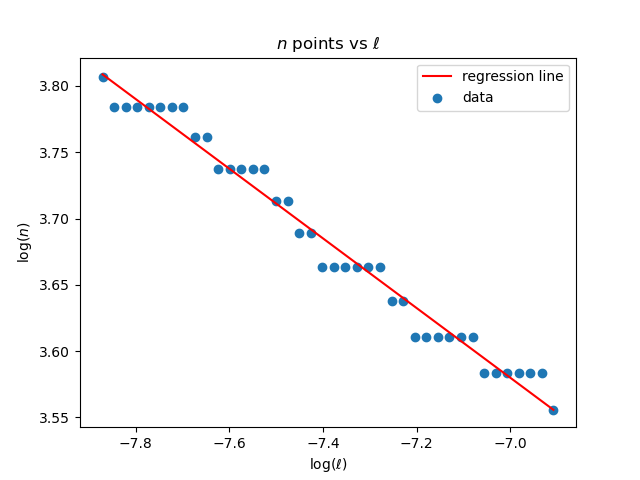 n points vs ℓ
regression line
data
3.80
3.75
3.70
3.65
3.60
3.55
log(n)
−7.8
−7.6
−7.4
−7.2
−7.0
log(ℓ)